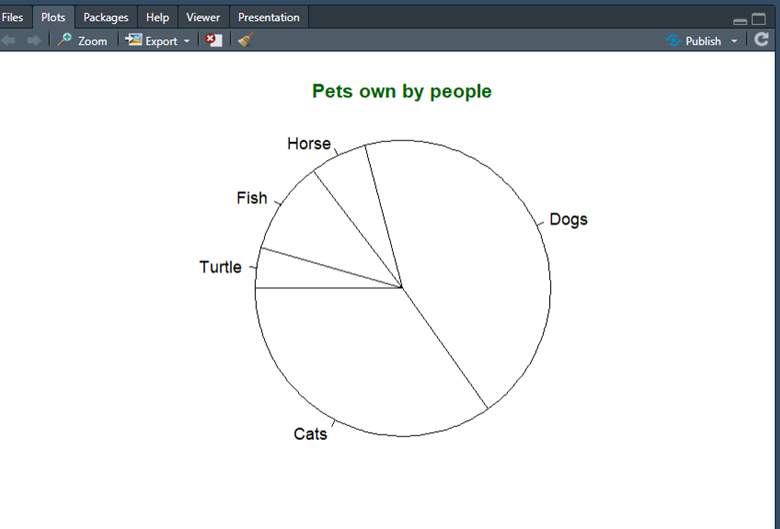 Files Plots Packages Help Viewer Presentation
Zoom Export Publish
Pets own by people
Horse
Dogs
Fish
Turtle
Cats